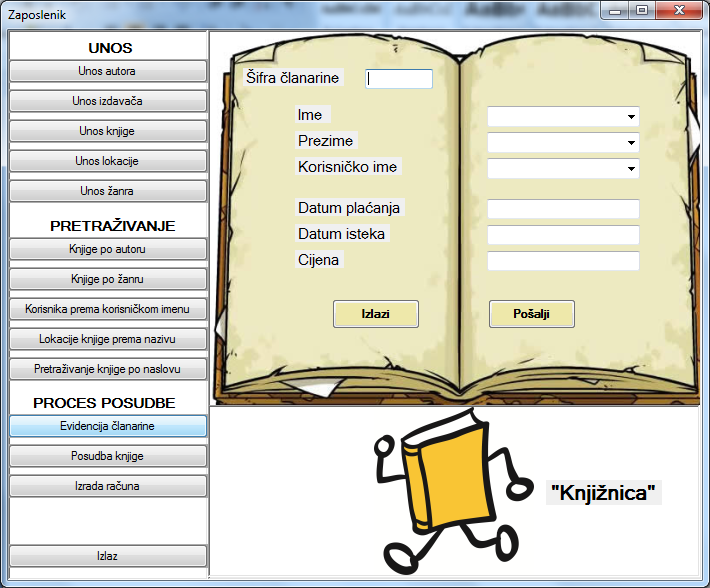 Zaposlenik
UNOS
Unos autora
Unos izdavača
Unos knjige
Unos lokacije
Unos žanra
PRETRAŽIVANJE
Knjige po autoru
Knjige po žanru
Korisnika prema korisničkom imenu
Lokacije knjige prema nazivu
Pretraživanje knjige po naslovu
PROCES POSUDBE
Evidencija članarine
Posudba knjige
Izrada računa
Izlaz
Šifra članarine
Ime
Prezime
Korisničko ime
Datum plaćanja
Datum isteka
Cijena
Izlazi
Pošalji
"Knjižnica"